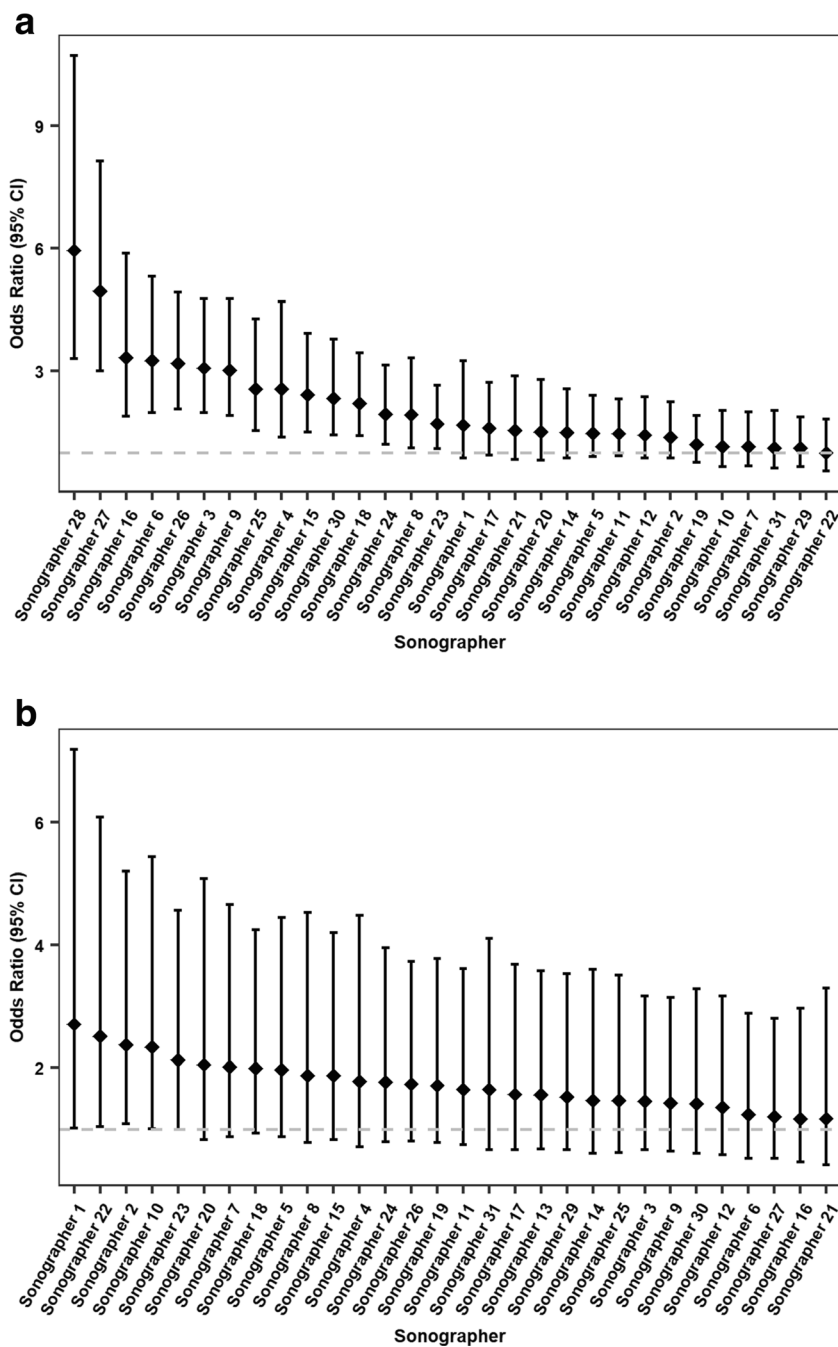 a
Odds Ratio (95% CI)
9
6
3
Sonographer 28
Sonographer 27
Sonographer 16
Sonographer 6
Sonographer 26
Sonographer 3
Sonographer 9
Sonographer 25
Sonographer 4
Sonographer 15
Sonographer 30
Sonographer 18
Sonographer 24
Sonographer 8
Sonographer 23
Sonographer 1
Sonographer 17
Sonographer 21
Sonographer 20
Sonographer 14
Sonographer 5
Sonographer 11
Sonographer 12
Sonographer 2
Sonographer 19
Sonographer 10
Sonographer 7
Sonographer 31
Sonographer 29
Sonographer 22
Sonographer
b
Odds Ratio (95% CI)
6
4
2
Sonographer 1
Sonographer 22
Sonographer 2
Sonographer 10
Sonographer 23
Sonographer 20
Sonographer 7
Sonographer 18
Sonographer 5
Sonographer 8
Sonographer 15
Sonographer 4
Sonographer 24
Sonographer 26
Sonographer 19
Sonographer 11
Sonographer 31
Sonographer 17
Sonographer 13
Sonographer 29
Sonographer 14
Sonographer 25
Sonographer 3
Sonographer 9
Sonographer 30
Sonographer 12
Sonographer 6
Sonographer 27
Sonographer 16
Sonographer 21
Sonographer